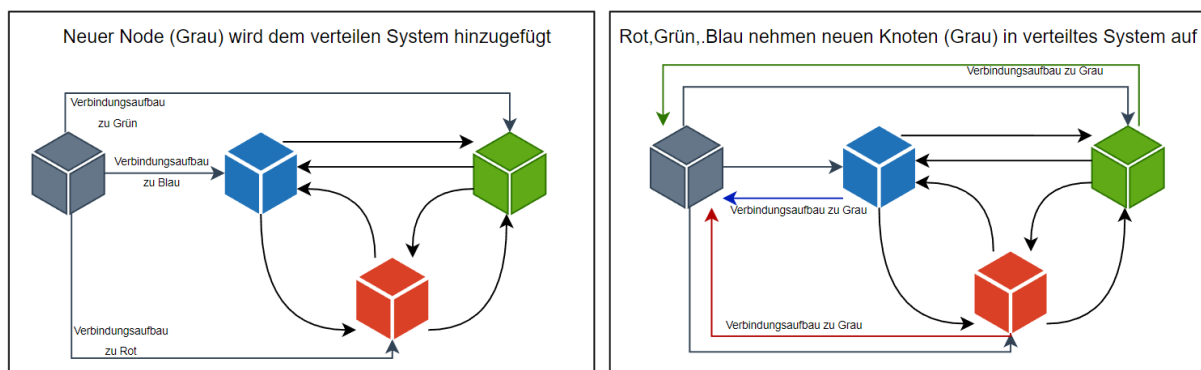 Neuer Node (Grau) wird dem verteilen System hinzugefügt
Verbindungsaufbau
zu Grün
Verbindungsaufbau
zu Blau
Verbindungsaufbau
zu Rot
Rot,Grün,.Blau nehmen neuen Knoten (Grau) in verteiltes System auf
Verbindungsaufbau zu Grau
Verbindungsaufbau zu Grau
Verbindungsaufbau zu Grau